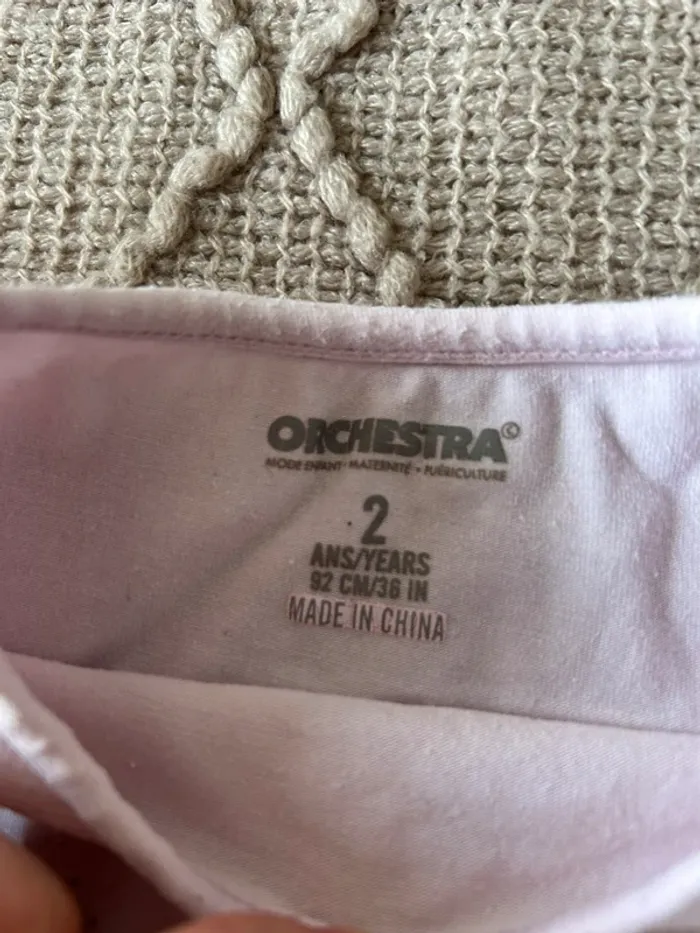 ORCHESTRA©
MODE ENFANT • MATERNITÉ • PUÉRICULTURE
2
ANS/YEARS
92 CM/36 IN
MADE IN CHINA